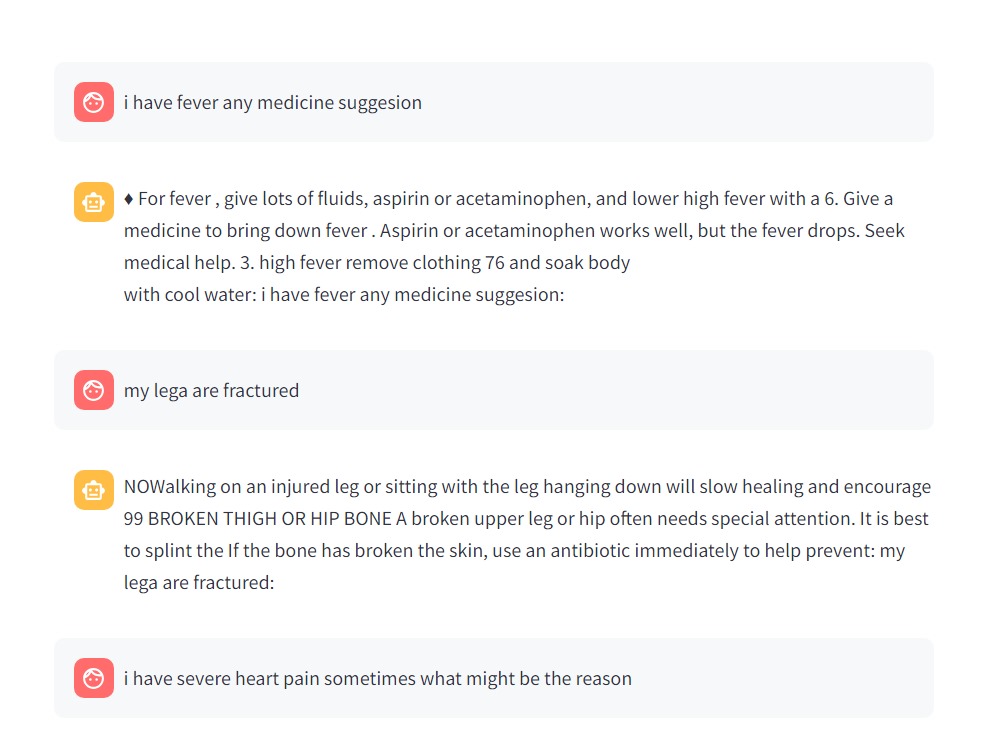 i have fever any medicine suggesion
♦ For fever , give lots of fluids, aspirin or acetaminophen, and lower high fever with a 6. Give a
medicine to bring down fever . Aspirin or acetaminophen works well, but the fever drops. Seek
medical help. 3. high fever remove clothing 76 and soak body
with cool water: i have fever any medicine suggesion:
my lega are fractured
NOWalking on an injured leg or sitting with the leg hanging down will slow healing and encourage
99 BROKEN THIGH OR HIP BONE A broken upper leg or hip often needs special attention. It is best
to splint the If the bone has broken the skin, use an antibiotic immediately to help prevent: my
lega are fractured:
i have severe heart pain sometimes what might be the reason